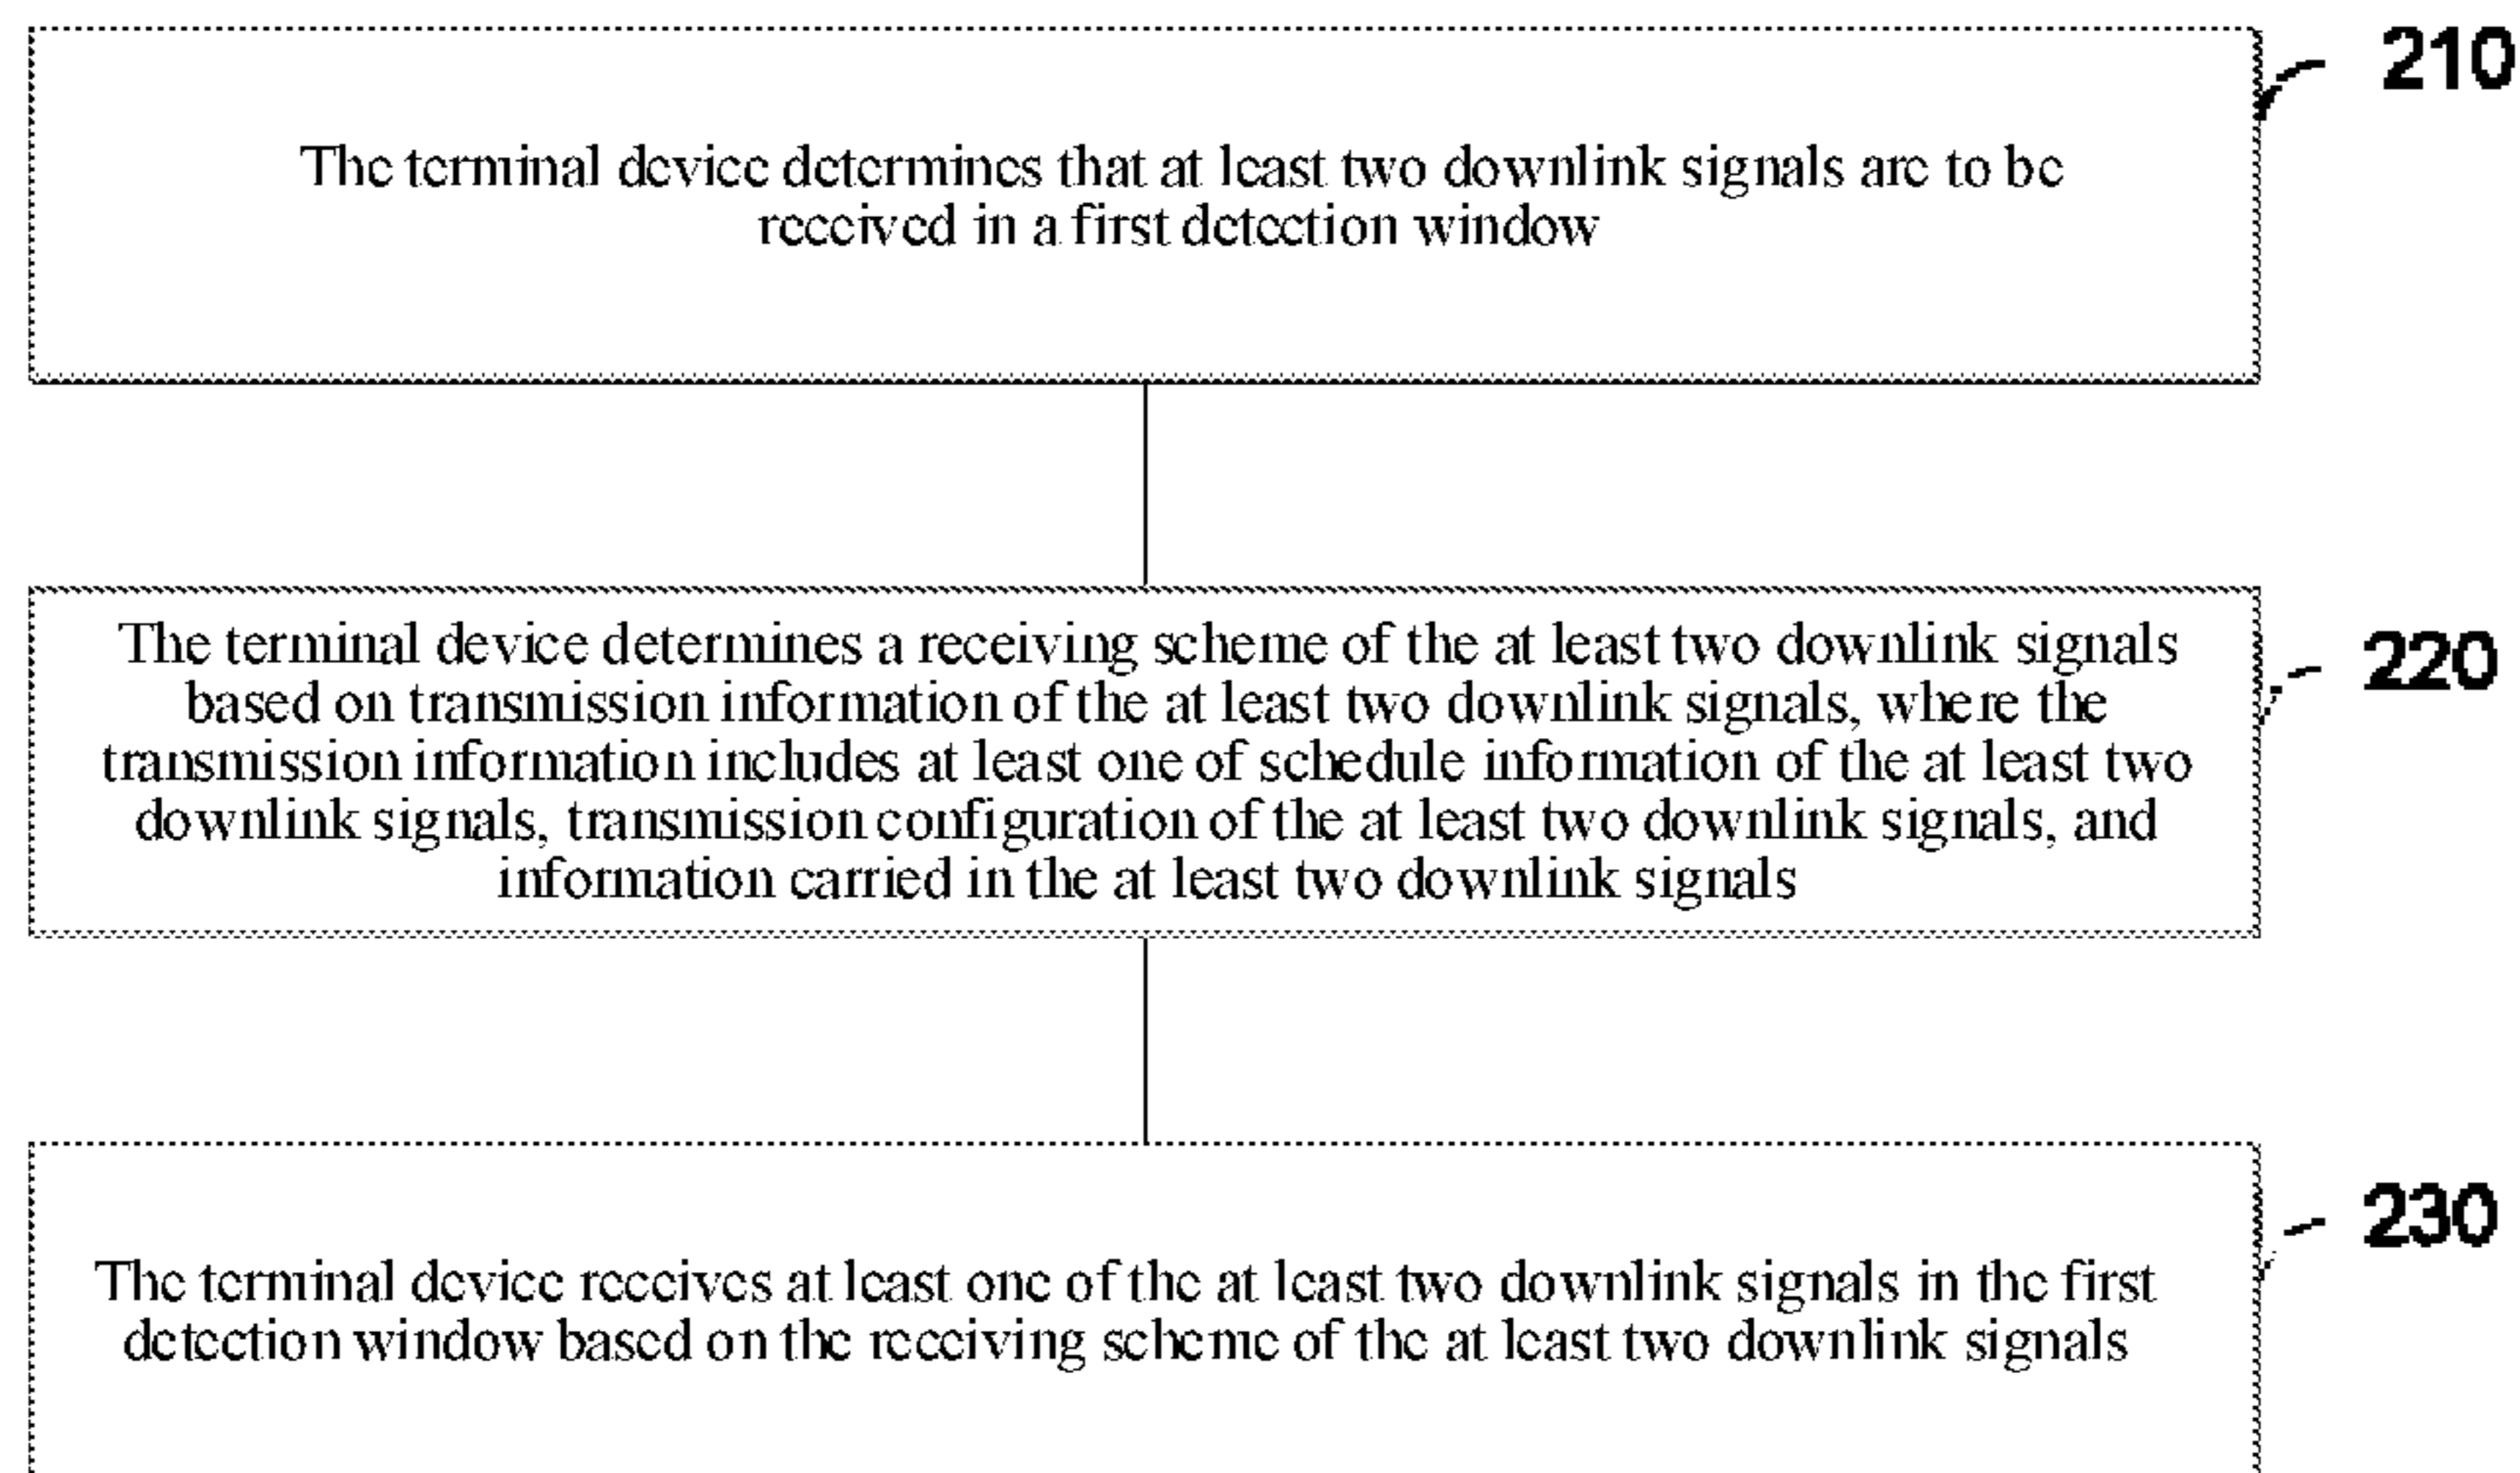 210
The terminal device determines that at least two downlink signals are to be
received in a first detection window
The terminal device determines a receiving scheme of the at least two downlink signals
220
based on transmission information of the at least two downlink signals, where the
transmission information includes at least one of schedule information of the at least two
downlink signals, transmission configuration of the at least two downlink signals, and
information carried in the at least two downlink signals
230
The terminal device receives at least one of the at least two downlink signals in the first
detection window based on the receiving scheme of the at least two downlink signals